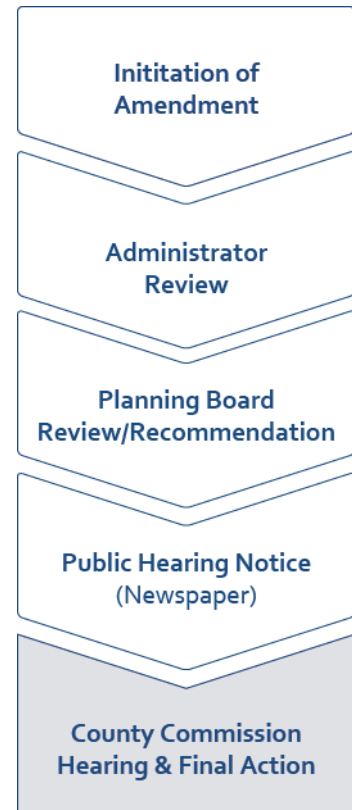 Inititation of
Amendment
Administrator
Review
Planning Board
Review/Recommendation
Public Hearing Notice
(Newspaper)
County Commission
Hearing & Final Action